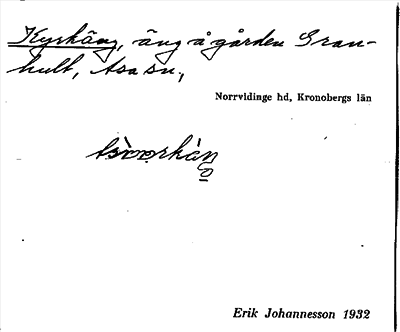 Kyrkäng, äng å gården Gran-
hult, Asa sn.,
Norrvidinge hd, Kronobergs län
Erik Johannesson 1932